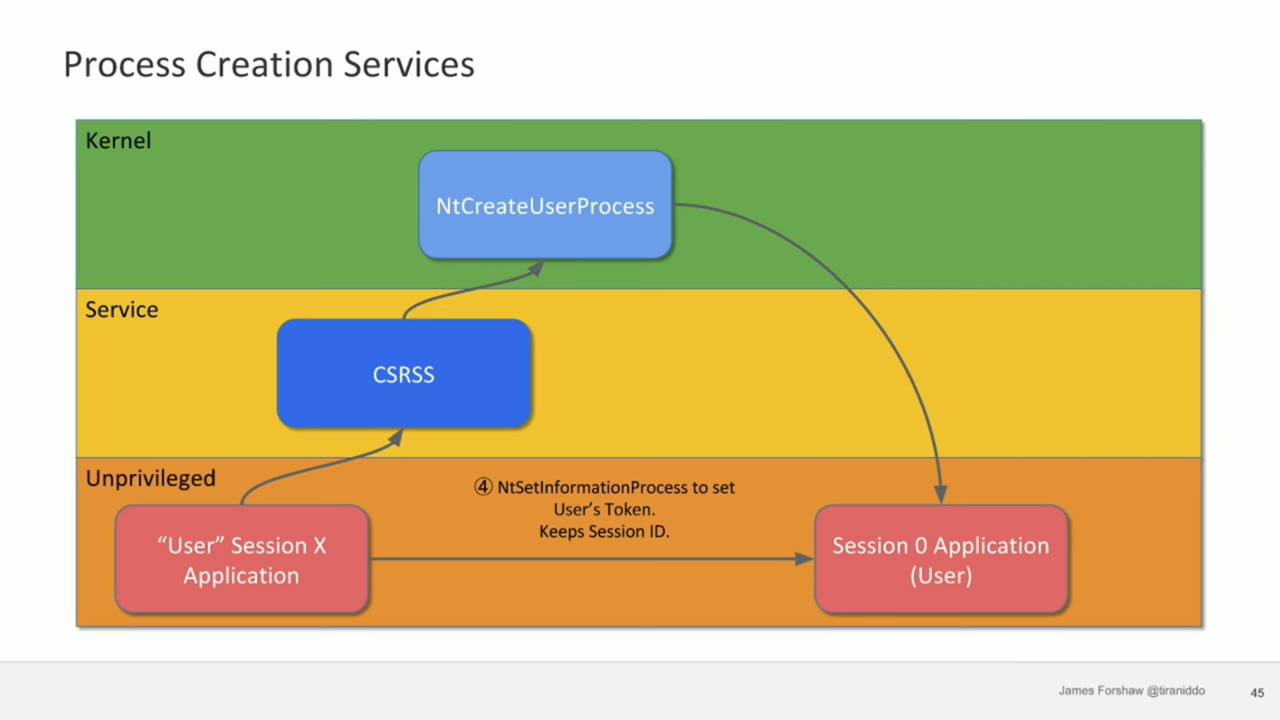 Process Creation Services
Kernel
NtCreateUserProcess
Service
CSRSS
Unprivileged
④ NtSetInformationProcess to set
User's Token.
Keeps Session ID.
“User” Session X
Application
Session 0 Application
(User)
James Forshaw @tiraniddo
45